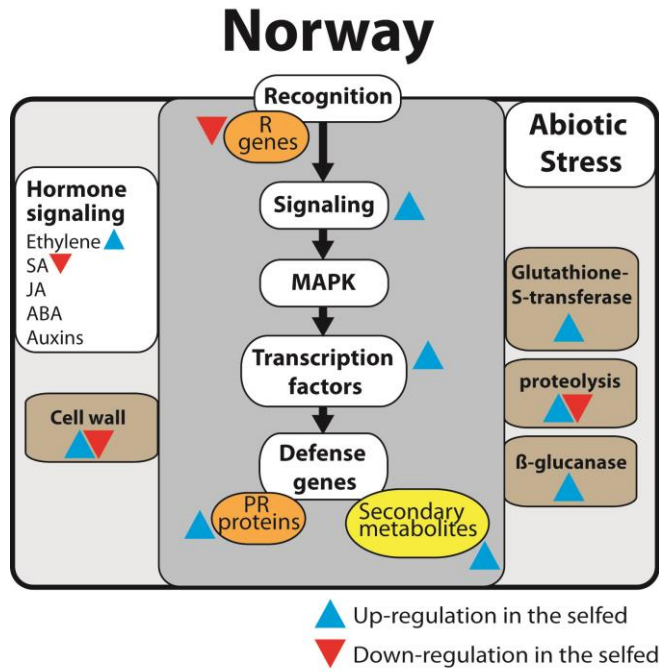 Norway
Recognition
R
genes
Abiotic
Stress
Hormone
signaling
Ethylene
SA
JA
ABA
Auxins
Signaling
MAPK
Glutathione-
S-transferase
Transcription
factors
proteolysis
Cell wall
Defense
genes
ß-glucanase
PR
proteins
Secondary
metabolites
Up-regulation in the selfed
Down-regulation in the selfed